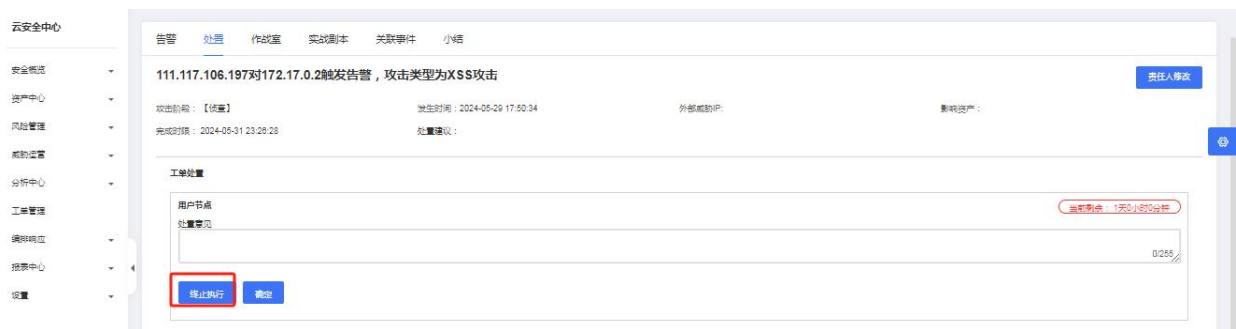 云安全中心
安全概览
资产中心
风险管理
威胁运营
分析中心
工单管理
编排响应
报表中心
设置
告警 处置 作战室 实战剧本 关联事件 小结
111.117.106.197对172.17.0.2触发告警，攻击类型为XSS攻击
责任人修改
攻击阶段：【侦查】 发生时间：2024-05-29 17:50:34 外部威胁IP: 影响资产：
完成时限：2024-05-31 23:26:28 处置建议：
工单处置
用户节点
当前剩余：1天0小时0分钟
处置意见
0/255
终止执行 确定